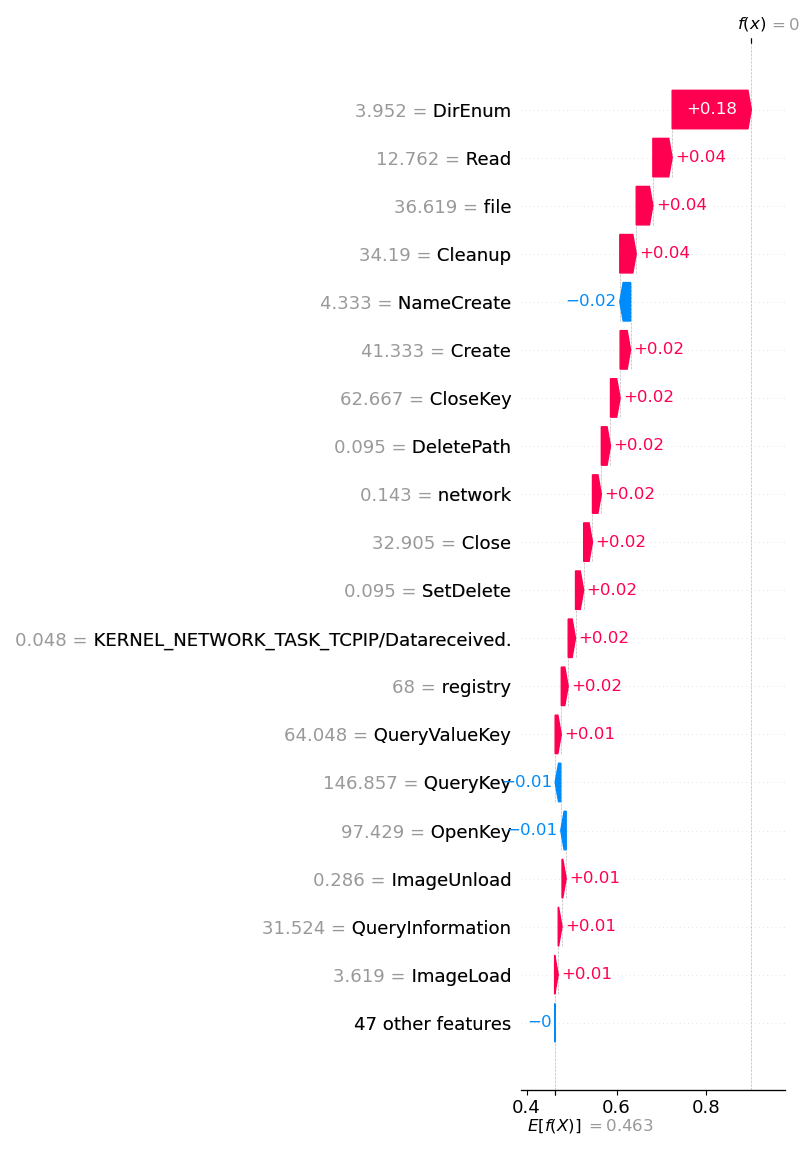 f(x) = 0
3.952 = DirEnum +0.18
12.762 = Read +0.04
36.619 = file +0.04
34.19 = Cleanup +0.04
4.333 = NameCreate −0.02
41.333 = Create +0.02
62.667 = CloseKey +0.02
0.095 = DeletePath +0.02
0.143 = network +0.02
32.905 = Close +0.02
0.095 = SetDelete +0.02
0.048 = KERNEL_NETWORK_TASK_TCPIP/Datareceived. +0.02
68 = registry +0.02
64.048 = QueryValueKey +0.01
146.857 = QueryKey −0.01
97.429 = OpenKey −0.01
0.286 = ImageUnload +0.01
31.524 = QueryInformation +0.01
3.619 = ImageLoad +0.01
47 other features −0
0.4 0.6 0.8
E[f(X)] = 0.463